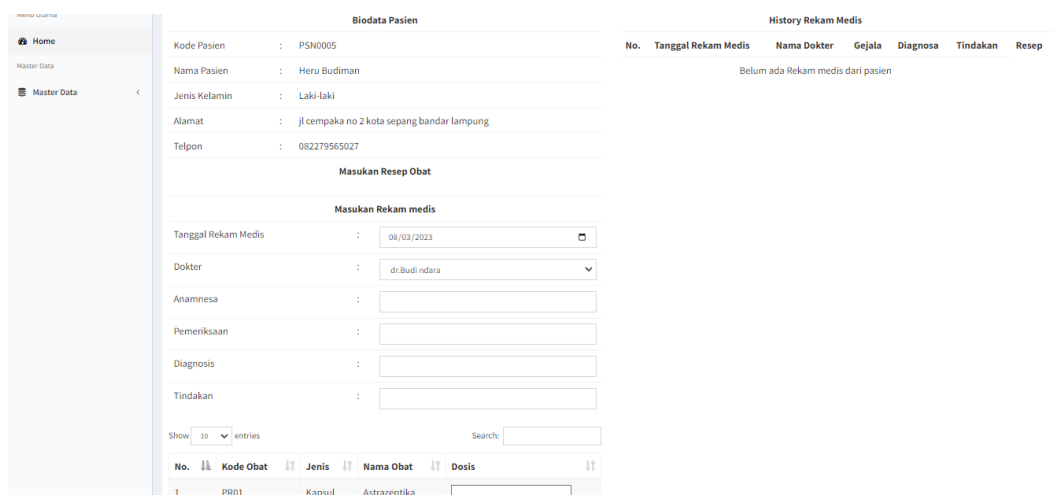 Menu Utama
Home
Master Data
Master Data
Biodata Pasien
Kode Pasien : PSN0005
Nama Pasien : Heru Budiman
Jenis Kelamin : Laki-laki
Alamat : jl cempaka no 2 kota sepang bandar lampung
Telpon : 082279565027
Masukan Resep Obat
Masukan Rekam medis
Tanggal Rekam Medis : 08/03/2023
Dokter : dr.Budi ndara
Anamnesa :
Pemeriksaan :
Diagnosis :
Tindakan :
Show 10 entries Search:
No. Kode Obat Jenis Nama Obat Dosis
1 PR01 Kapsul Astrazentika
History Rekam Medis
No. Tanggal Rekam Medis Nama Dokter Gejala Diagnosa Tindakan Resep
Belum ada Rekam medis dari pasien